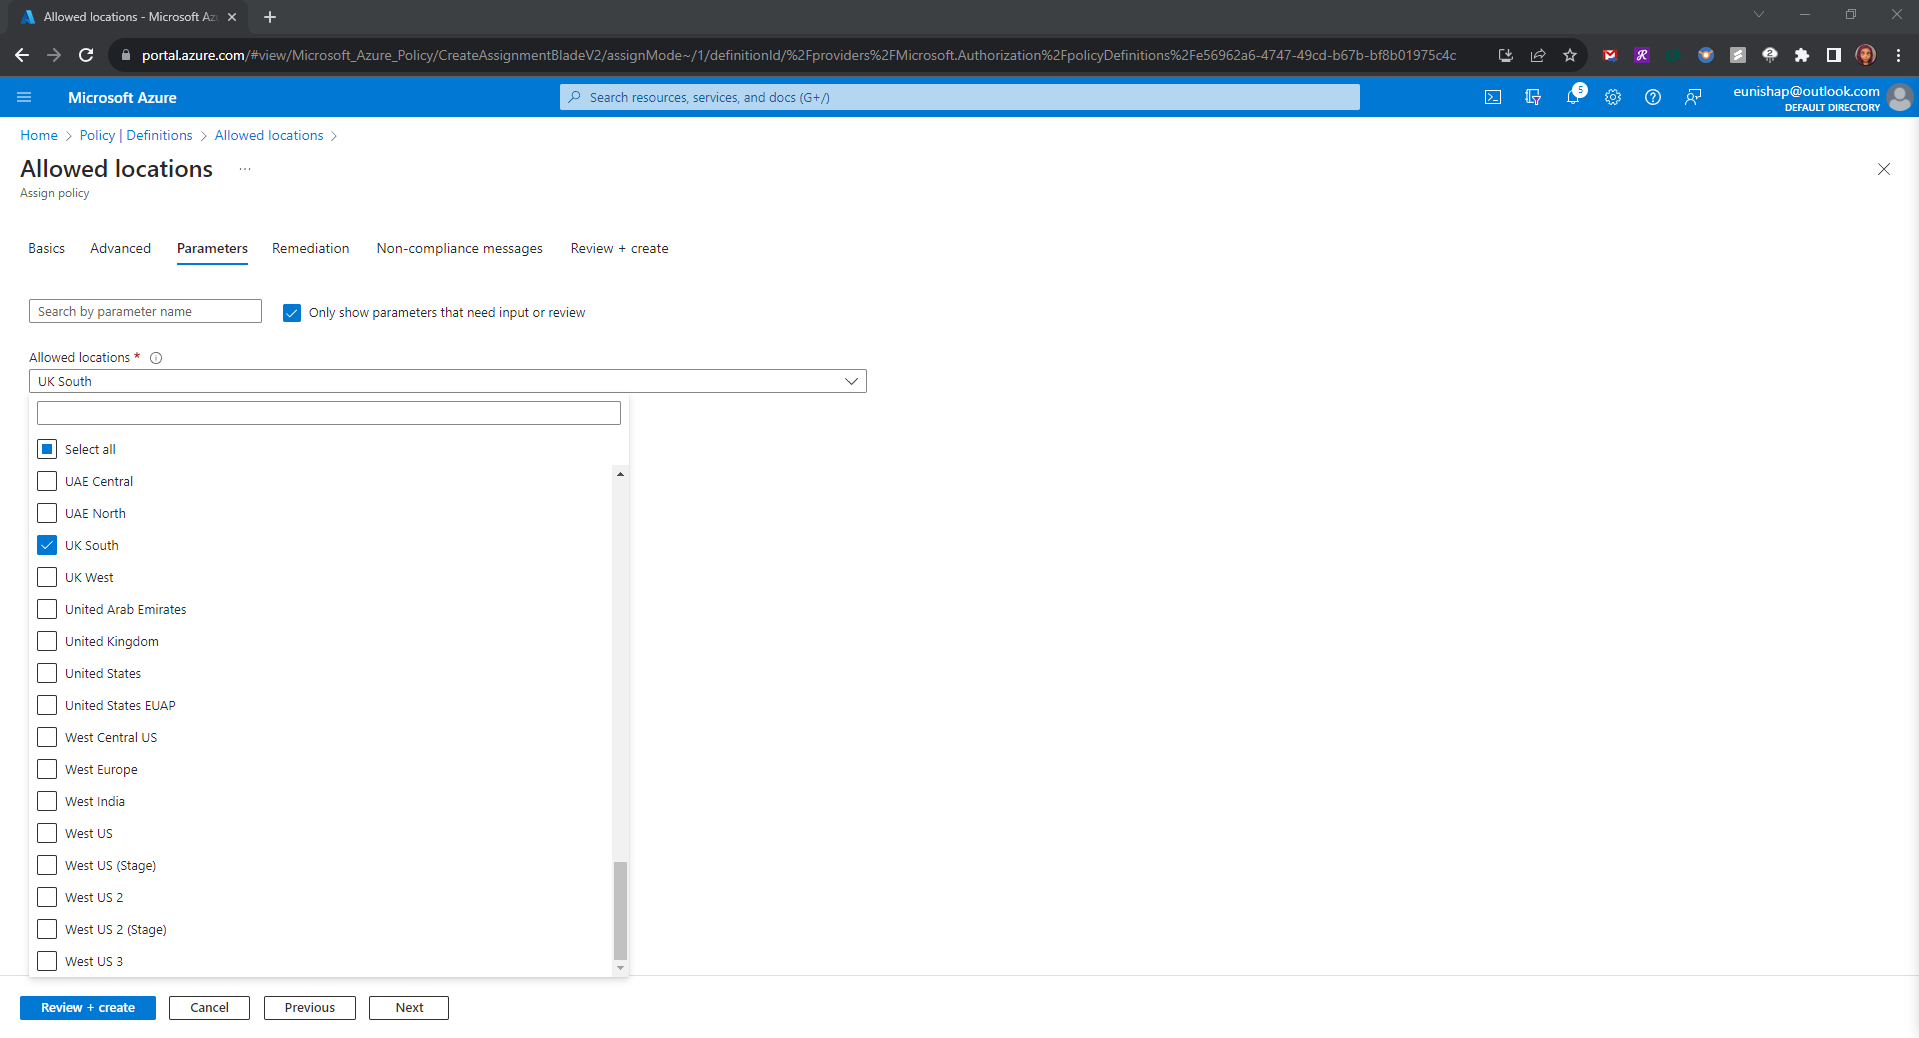 Allowed locations - Microsoft Az
portal.azure.com/#view/Microsoft_Azure_Policy/CreateAssignmentBladeV2/assignMode~/1/definitionId/%2Fproviders%2FMicrosoft.Authorization%2FpolicyDefinitions%2Fe56962a6-4747-49cd-b67b-bf8b01975c4c
Microsoft Azure
Search resources, services, and docs (G+/)
5
eunishap@outlook.com
DEFAULT DIRECTORY
Home > Policy | Definitions > Allowed locations >
Allowed locations ...
Assign policy
Basics Advanced Parameters Remediation Non-compliance messages Review + create
Search by parameter name
Only show parameters that need input or review
Allowed locations *
UK South
Select all
UAE Central
UAE North
UK South
UK West
United Arab Emirates
United Kingdom
United States
United States EUAP
West Central US
West Europe
West India
West US
West US (Stage)
West US 2
West US 2 (Stage)
West US 3
Review + create Cancel Previous Next